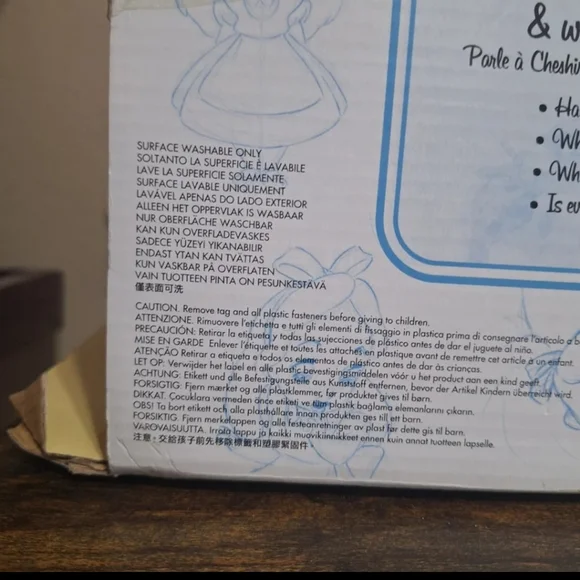 & w
Parle à Cheshi
• Ha
• Wh
• Wh
• Is ev
SURFACE WASHABLE ONLY
SOLTANTO LA SUPERFICIE È LAVABILE
LAVE LA SUPERFICIE SOLAMENTE
SURFACE LAVABLE UNIQUEMENT
LAVÁVEL APENAS DO LADO EXTERIOR
ALLEEN HET OPPERVLAK IS WASBAAR
NUR OBERFLÄCHE WASCHBAR
KAN KUN OVERFLADEVASKES
SADECE YÜZEYİ YIKANABILIR
ENDAST YTAN KAN TVÄTTAS
KUN VASKBAR PÅ OVERFLATEN
VAIN TUOTTEEN PINTA ON PESUNKESTÄVÄ
僅表面可洗
CAUTION. Remove tag and all plastic fasteners before giving to children.
ATTENZIONE. Rimuovere l'etichetta e tutti gli elementi di fissaggio in plastica prima di consegnare l'articolo a b
PRECAUCIÓN: Retirar la etiqueta y todas las sujecciones de plástico antes de dar el juguete al niño.
MISE EN GARDE Enlever l'étiquette et toutes les attaches en plastique avant de remettre cet article à un enfant.
ATENÇÃO Retirar a etiqueta e todos os elementos de plástico antes de dar às crianças.
LET OP: Verwijder het label en alle plastic bevestigingsmiddelen vóór u het product aan een kind geeft.
ACHTUNG: Etikett und alle Befestigungsteile aus Kunststoff entfernen, bevor der Artikel Kindern überreicht wird.
FORSIGTIG: Fjern mærket og alle plastklemmer, før produktet gives til børn.
DIKKAT. Çocuklara vermeden önce etiketi ve tüm plastik bağlama elemanlarını çıkarın.
OBS! Ta bort etikett och alla plasthållare innan produkten ges till ett barn.
FORSIKTIG Fjern merkelappen og alle festeanretninger av plast før dette gis til barn.
VAROVAISUUTTA. Irrota lappu ja kaikki muovikiinnikkeet ennen kuin annat tuotteen lapselle.
注意。交給孩子前先移除標籤和塑膠緊固件